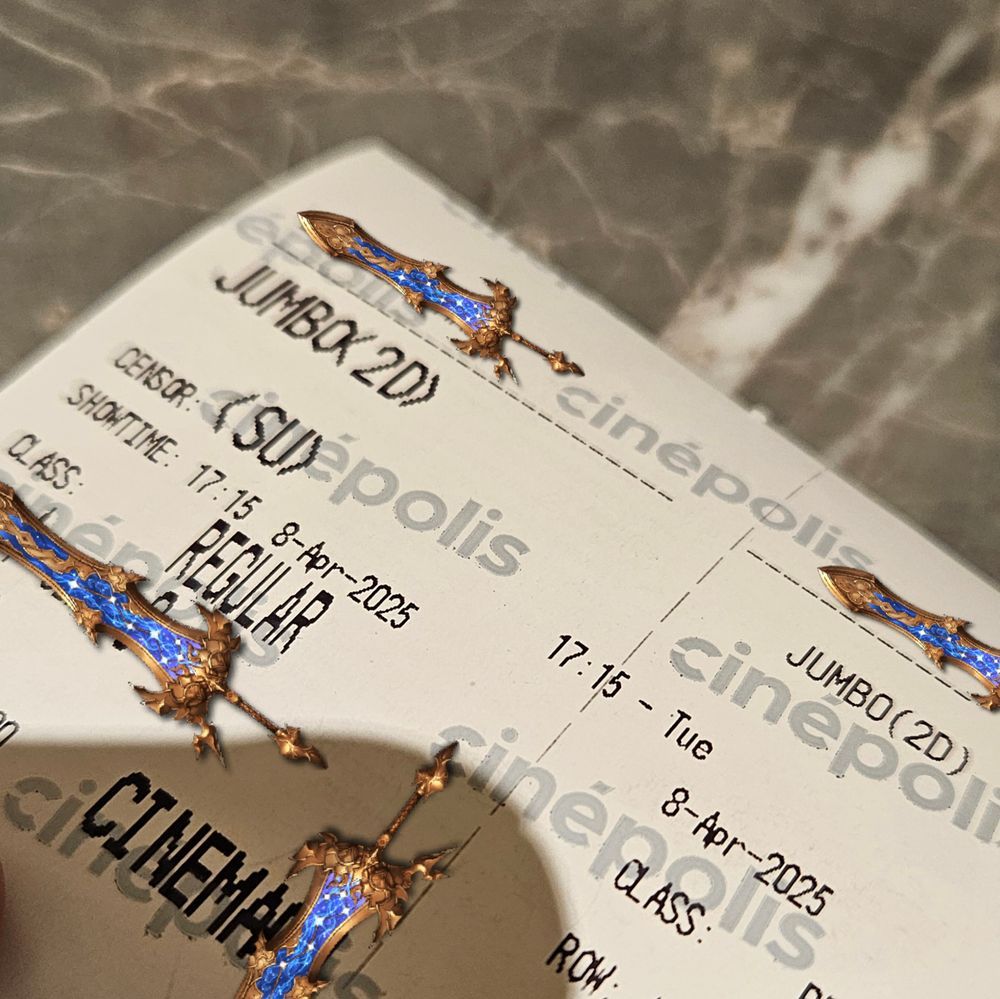 cinépolis
JUMBO(2D)
CENSOR: (SU)
cinépolis
SHOWTIME: 17:15 8-Apr-2025
CLASS: REGULAR
17:15 - Tue
8-Apr-2025
CINEMA
cinépolis
cinépolis
JUMBO(2D)
cinépolis
CLASS:
ROW: